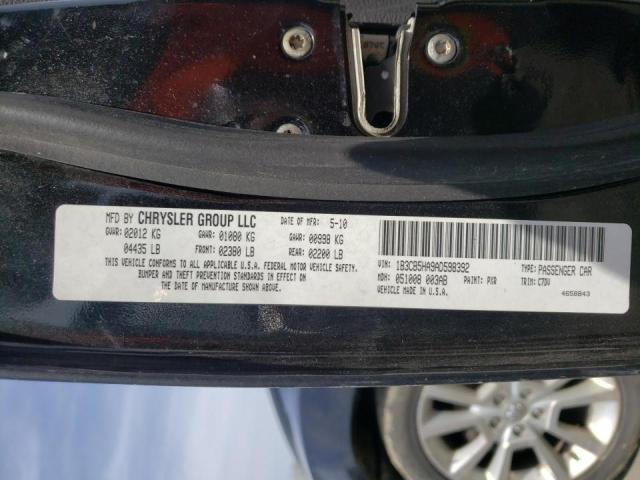 MFD BY CHRYSLER GROUP LLC DATE OF MFR: 5-10
GVWR: 02012 KG GAWR: 01080 KG GAWR: 00998 KG
04435 LB FRONT: 02380 LB REAR: 02200 LB
THIS VEHICLE CONFORMS TO ALL APPLICABLE U.S.A. FEDERAL MOTOR VEHICLE SAFETY,
BUMPER AND THEFT PREVENTION STANDARDS IN EFFECT ON
THE DATE OF MANUFACTURE SHOWN ABOVE.
VIN: 1B3CB5HA9AD598392 TYPE: PASSENGER CAR
MDH: 051008 003AB PAINT: PXR TRIM: C7DV
VEHICLE MADE IN U.S.A. 4658843